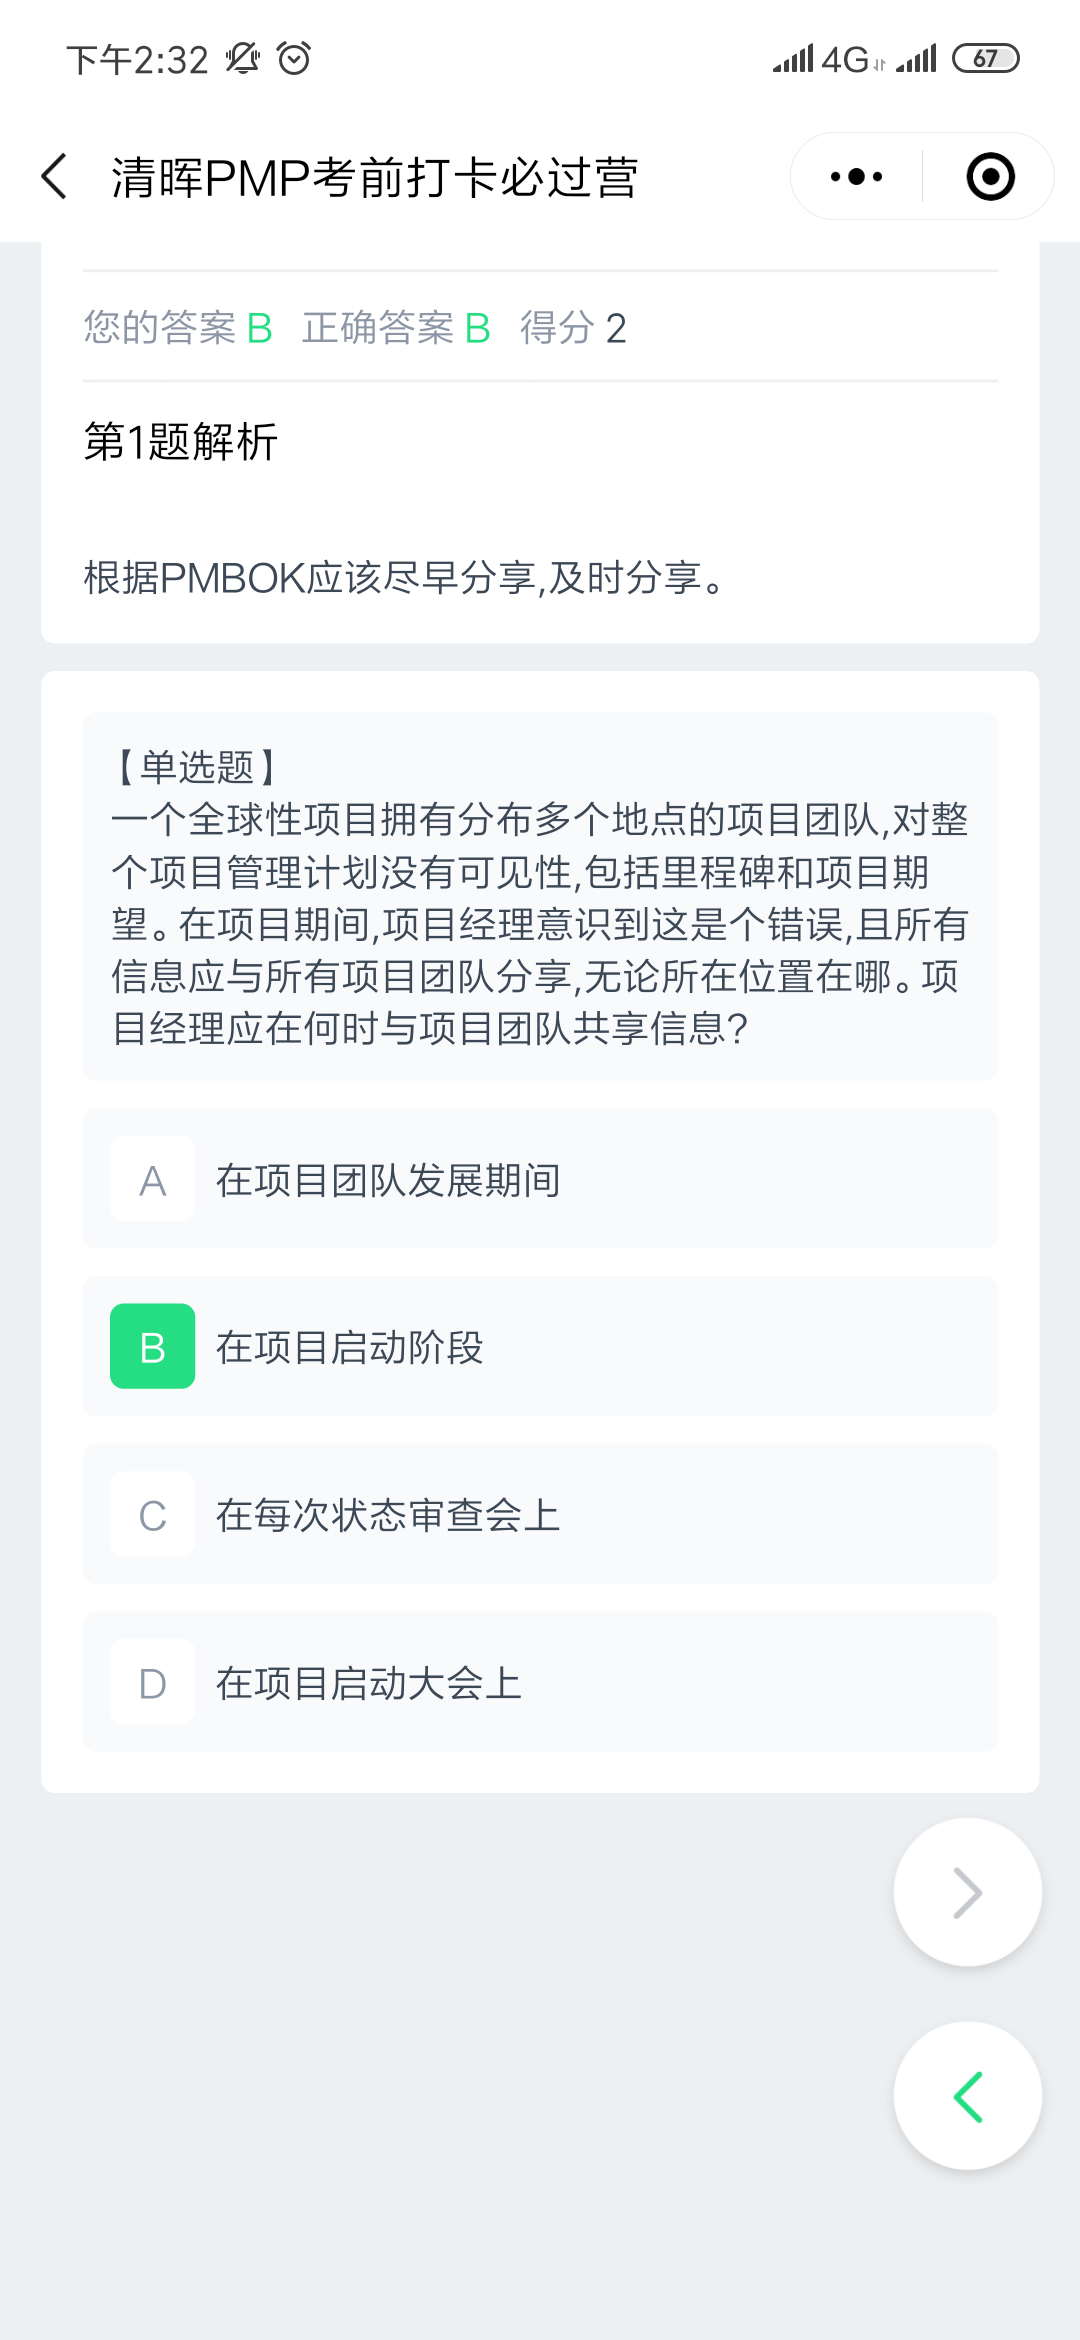 下午2:32 4G 67
清晖PMP考前打卡必过营
您的答案 B 正确答案 B 得分 2
第1题解析
根据PMBOK应该尽早分享,及时分享。
【单选题】
一个全球性项目拥有分布多个地点的项目团队,对整
个项目管理计划没有可见性,包括里程碑和项目期
望。在项目期间,项目经理意识到这是个错误,且所有
信息应与所有项目团队分享,无论所在位置在哪。项
目经理应在何时与项目团队共享信息?
A 在项目团队发展期间
B 在项目启动阶段
C 在每次状态审查会上
D 在项目启动大会上